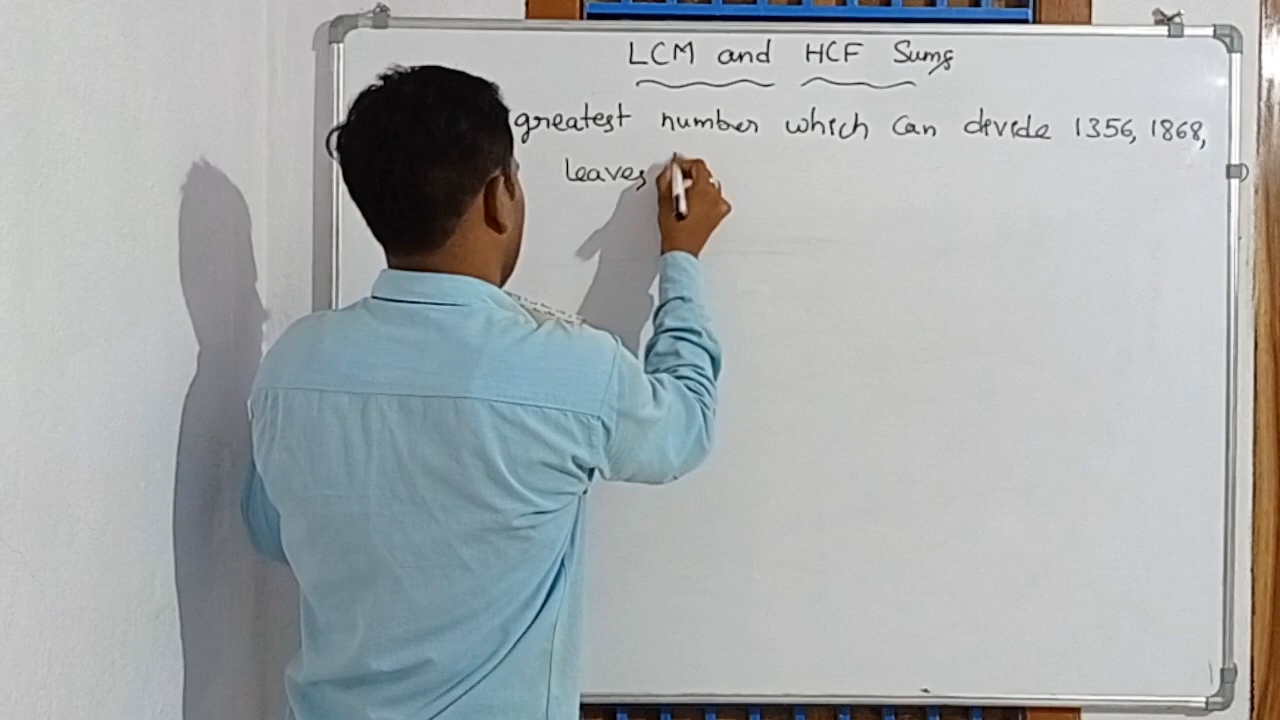 LCM and HCF Sums
greatest number which can divide 1356, 1868,
leaves